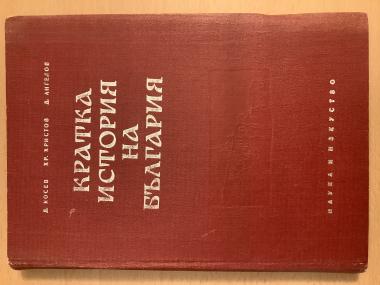 Д. КОСЕВ ХР. ХРИСТОВ Д. АНГЕЛОВ
КРАТКА
ИСТОРИЯ
НА
БЪЛГАРИЯ
НАУКА И ИЗКУСТВО